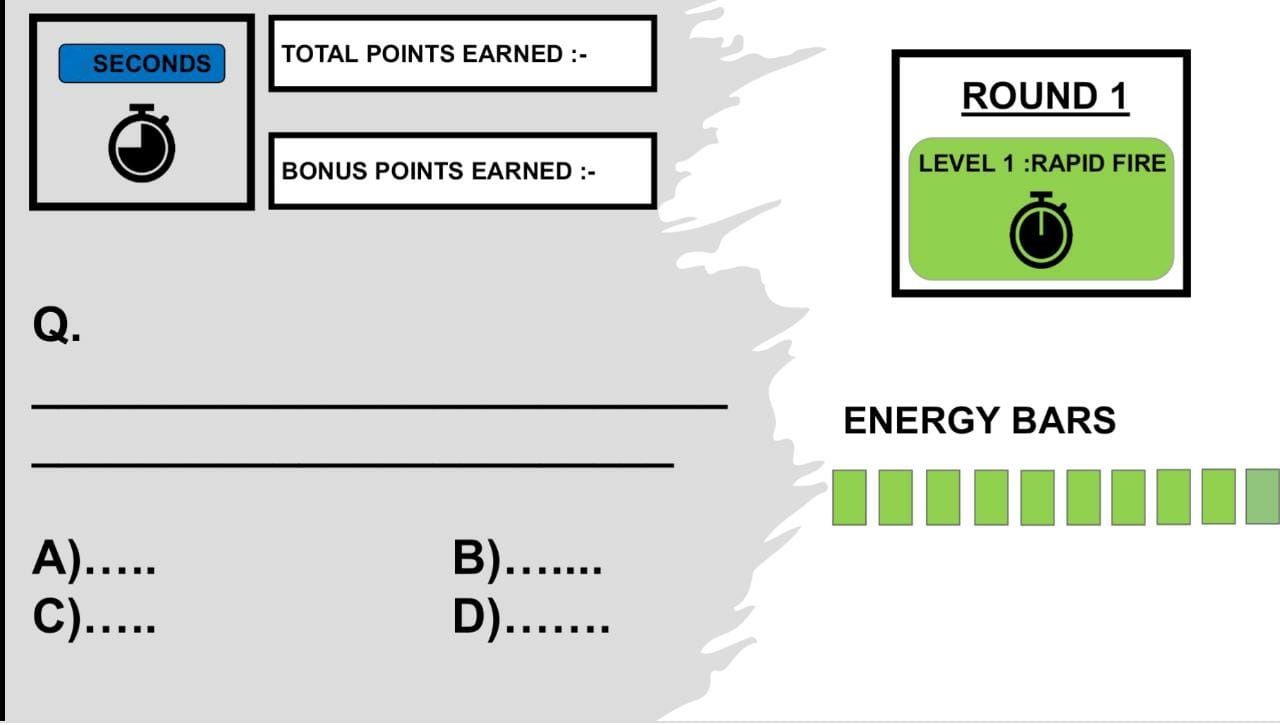 SECONDS
TOTAL POINTS EARNED :-
BONUS POINTS EARNED :-
ROUND 1
LEVEL 1 :RAPID FIRE
Q.
ENERGY BARS
A)..... B).......
C)..... D).......